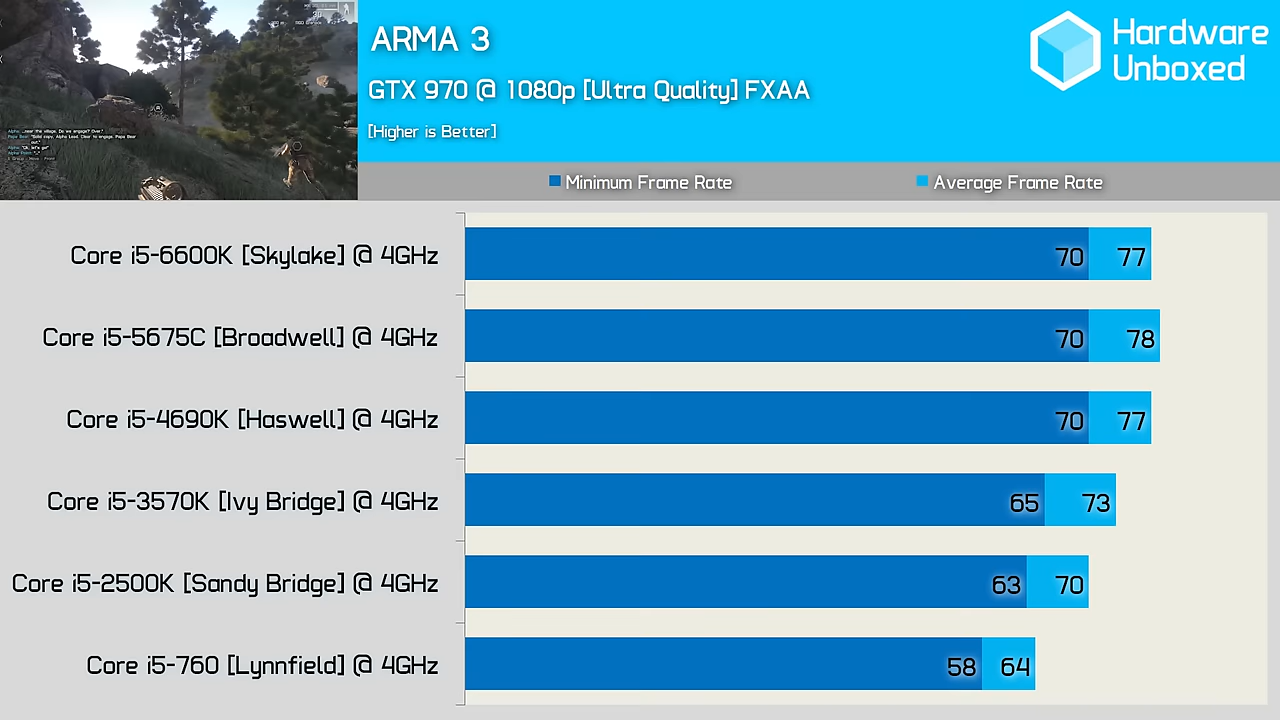 ARMA 3
GTX 970 @ 1080p [Ultra Quality] FXAA
[Higher is Better]
Hardware
Unboxed
Minimum Frame Rate
Average Frame Rate
Core i5-6600K [Skylake] @ 4GHz
70 77
Core i5-5675C [Broadwell] @ 4GHz
70 78
Core i5-4690K [Haswell] @ 4GHz
70 77
Core i5-3570K [Ivy Bridge] @ 4GHz
65 73
Core i5-2500K [Sandy Bridge] @ 4GHz
63 70
Core i5-760 [Lynnfield] @ 4GHz
58 64